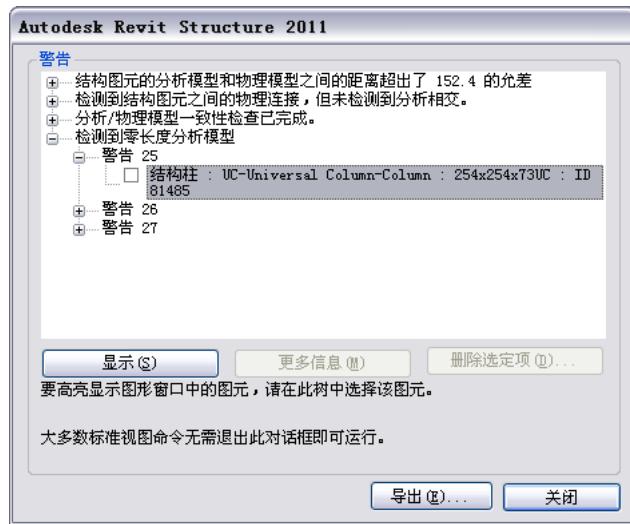 Autodesk Revit Structure 2011
警告
结构图元的分析模型和物理模型之间的距离超出了 152.4 的允差
检测到结构图元之间的物理连接，但未检测到分析相交。
分析/物理模型一致性检查已完成。
检测到零长度分析模型
警告 25
结构柱 : UC-Universal Column-Column : 254x254x73UC : ID
81485
警告 26
警告 27
显示(S)
更多信息(M)
删除选定项(D)...
要高亮显示图形窗口中的图元，请在此树中选择该图元。
大多数标准视图命令无需退出此对话框即可运行。
导出(E)...
关闭